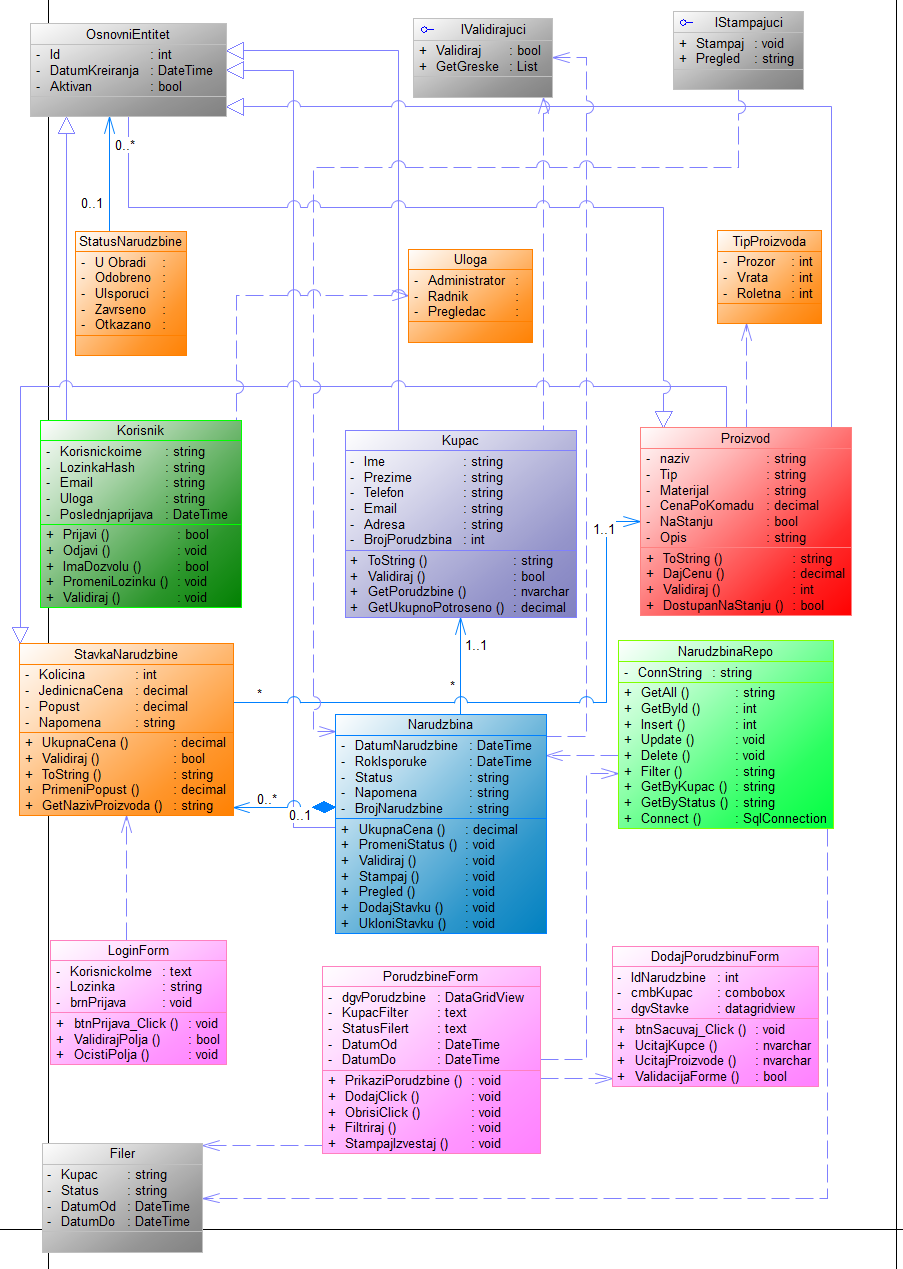 OsnovniEntitet
- Id : int
- DatumKreiranja : DateTime
- Aktivan : bool
IValidirajuci
+ Validiraj : bool
+ GetGreske : List
IStampajuci
+ Stampaj : void
+ Pregled : string
0..*
0..1
StatusNarudzbine
- U Obradi :
- Odobreno :
- UIsporuci :
- Zavrseno :
- Otkazano :
Uloga
- Administrator :
- Radnik :
- Pregledac :
TipProizvoda
- Prozor : int
- Vrata : int
- Roletna : int
Korisnik
- Korisnickoime : string
- LozinkaHash : string
- Email : string
- Uloga : string
- Poslednjaprijava : DateTime
+ Prijavi () : bool
+ Odjavi () : void
+ ImaDozvolu () : bool
+ PromeniLozinku () : void
+ Validiraj () : void
Kupac
- Ime : string
- Prezime : string
- Telefon : string
- Email : string
- Adresa : string
- BrojPorudzbina : int
+ ToString () : string
+ Validiraj () : bool
+ GetPorudzbine () : nvarchar
+ GetUkupnoPotroseno () : decimal
Proizvod
- naziv : string
- Tip : string
- Materijal : string
- CenaPoKomadu : decimal
- NaStanju : bool
- Opis : string
+ ToString () : string
+ DajCenu () : decimal
+ Validiraj () : int
+ DostupanNaStanju () : bool
1..1
1..1
*
*
StavkaNarudzbine
- Kolicina : int
- JedinicnaCena : decimal
- Popust : decimal
- Napomena : string
+ UkupnaCena () : decimal
+ Validiraj () : bool
+ ToString () : string
+ PrimeniPopust () : decimal
+ GetNazivProizvoda () : string
0..*
0..1
Narudzbina
- DatumNarudzbine : DateTime
- RokIsporuke : DateTime
- Status : string
- Napomena : string
- BrojNarudzbine : string
+ UkupnaCena () : decimal
+ PromeniStatus () : void
+ Validiraj () : void
+ Stampaj () : void
+ Pregled () : void
+ DodajStavku () : void
+ UkloniStavku () : void
NarudzbinaRepo
- ConnString : string
+ GetAll () : string
+ GetById () : int
+ Insert () : int
+ Update () : void
+ Delete () : void
+ Filter () : string
+ GetByKupac () : string
+ GetByStatus () : string
+ Connect () : SqlConnection
LoginForm
- KorisnickoIme : text
- Lozinka : string
- brnPrijava : void
+ btnPrijava_Click () : void
+ ValidirajPolja () : bool
+ OcistiPolja () : void
PorudzbineForm
- dgvPorudzbine : DataGridView
- KupacFilter : text
- StatusFilert : text
- DatumOd : DateTime
- DatumDo : DateTime
+ PrikaziPorudzbine () : void
+ DodajClick () : void
+ ObrisiClick () : void
+ Filtriraj () : void
+ StampajIzvestaj () : void
DodajPorudzbinuForm
- IdNarudzbine : int
- cmbKupac : combobox
- dgvStavke : datagridview
+ btnSacuvaj_Click () : void
+ UcitajKupce () : nvarchar
+ UcitajProizvode () : nvarchar
+ ValidacijaForme () : bool
Filer
- Kupac : string
- Status : string
- DatumOd : DateTime
- DatumDo : DateTime